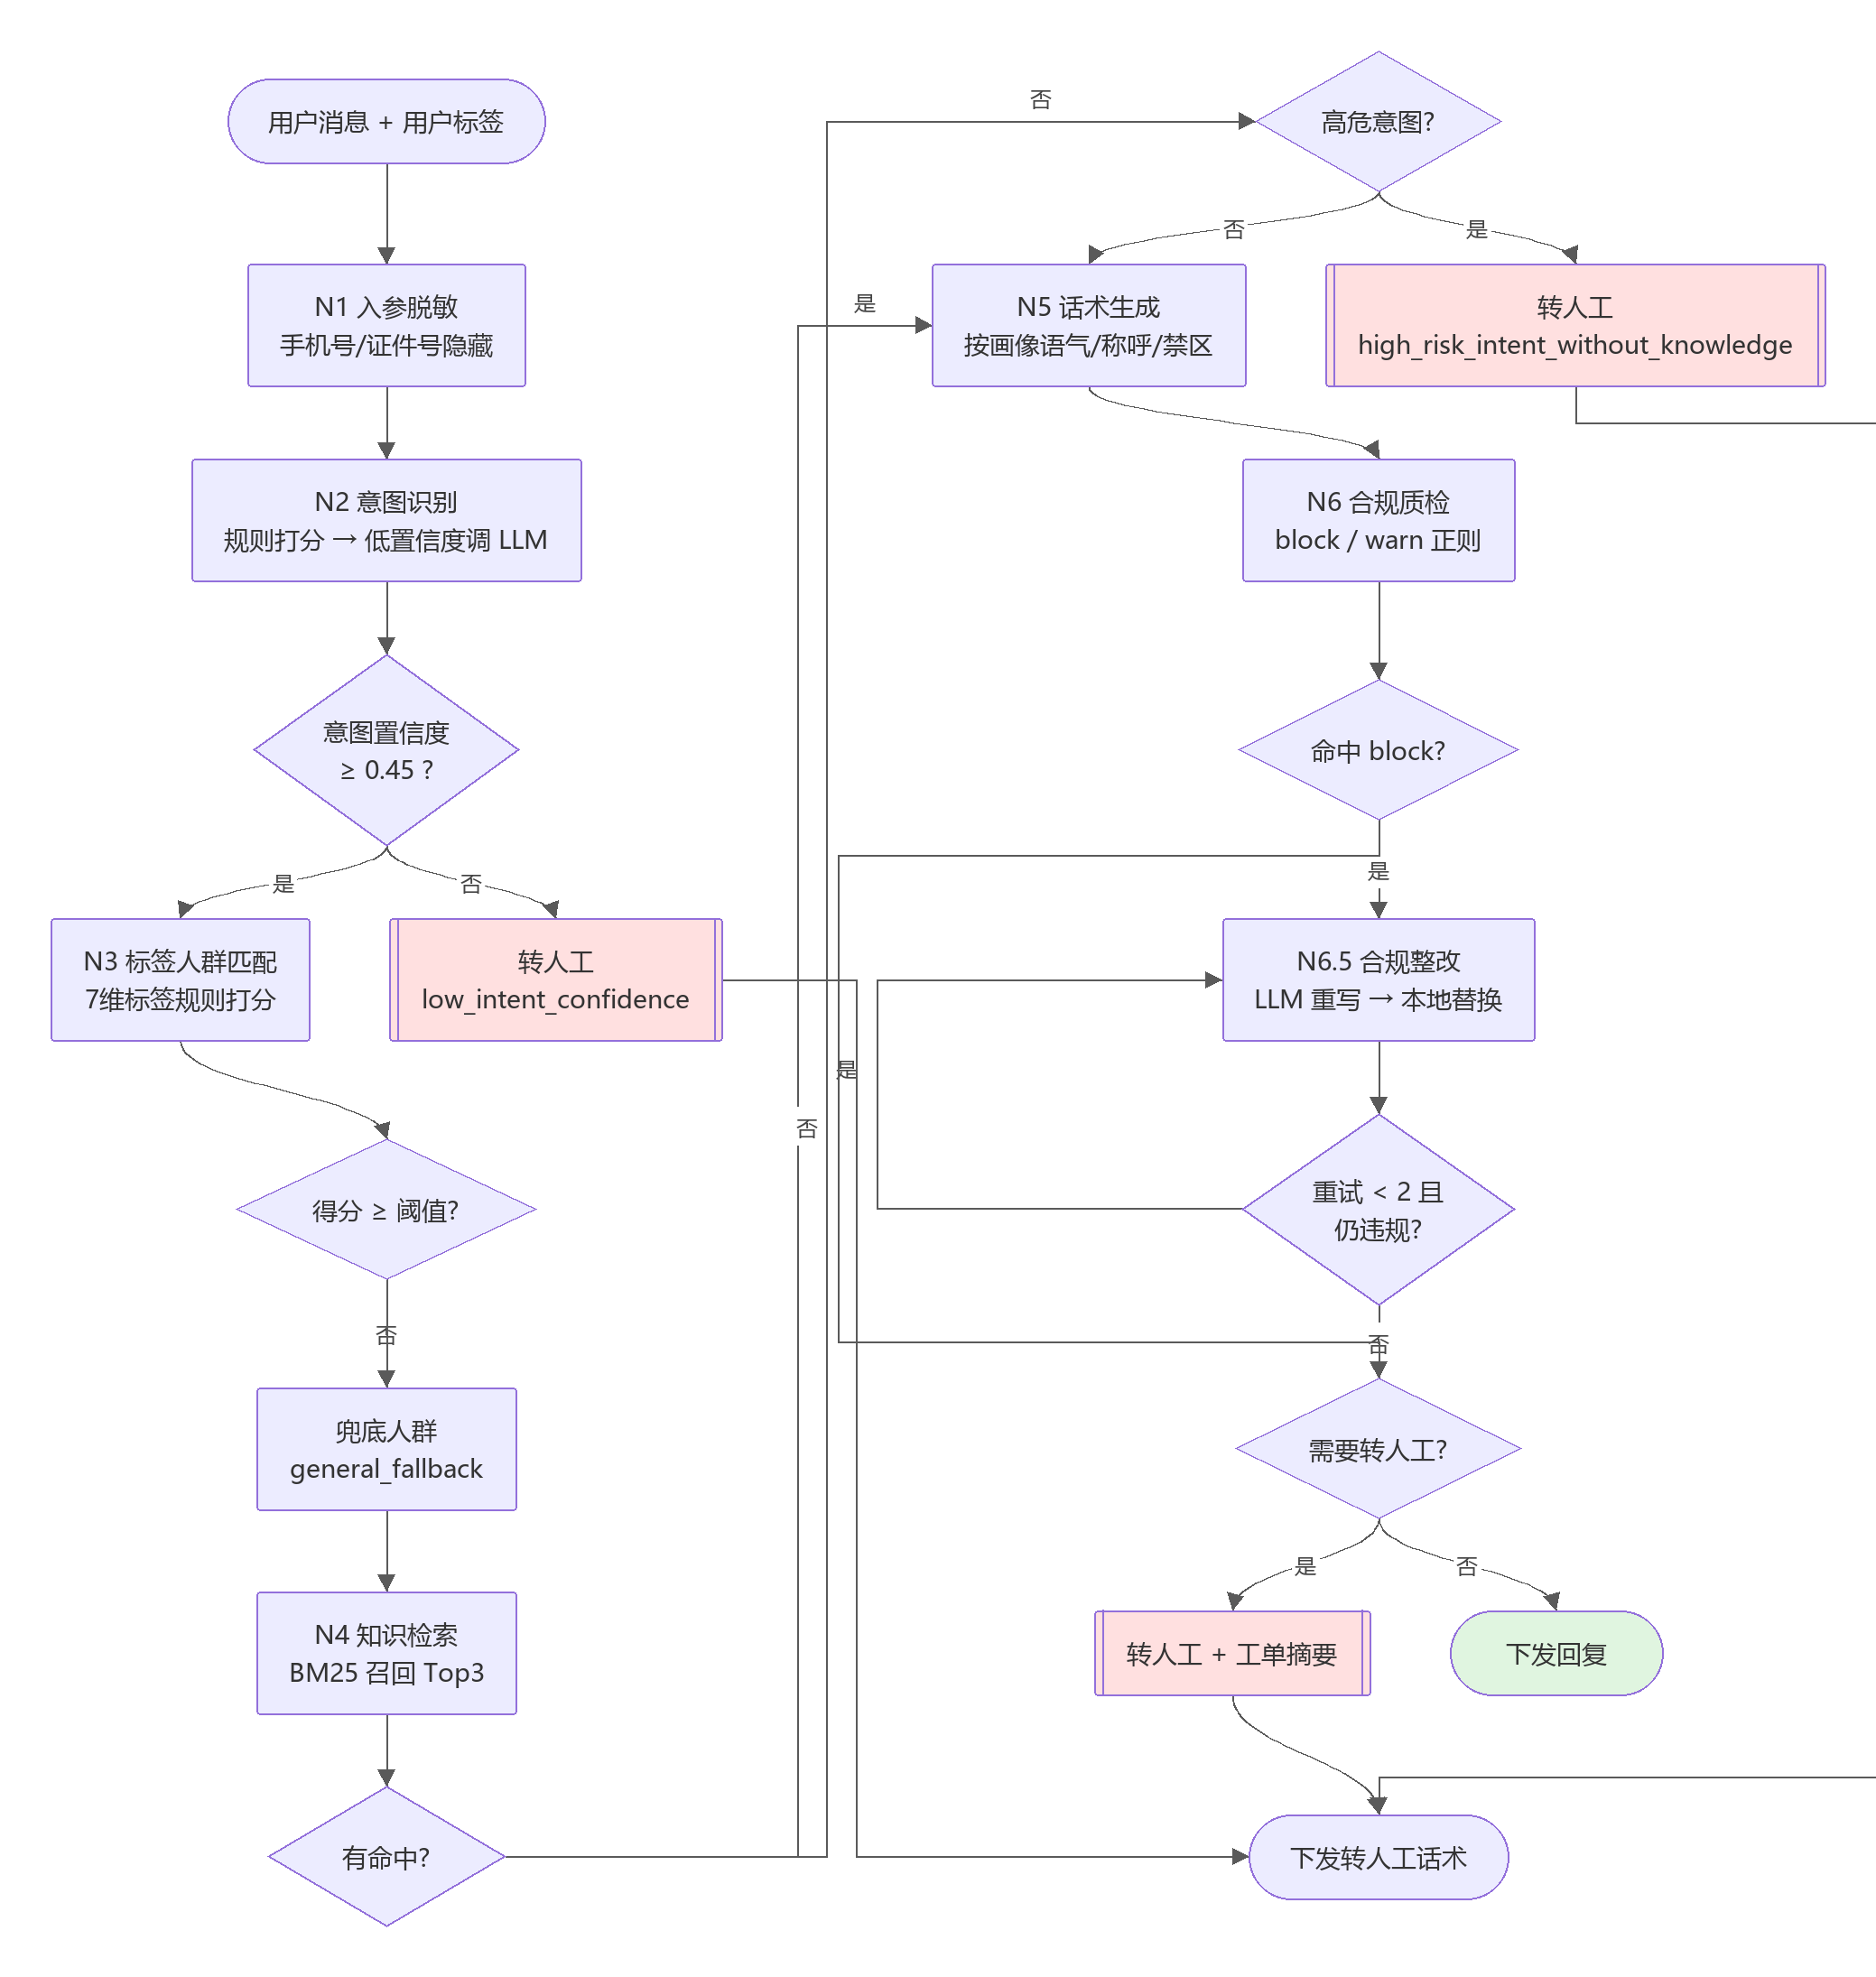 用户消息 + 用户标签
N1 入参脱敏
手机号/证件号隐藏
N2 意图识别
规则打分 → 低置信度调 LLM
意图置信度
≥ 0.45 ?
是
否
N3 标签人群匹配
7维标签规则打分
转人工
low_intent_confidence
得分 ≥ 阈值?
否
兜底人群
general_fallback
N4 知识检索
BM25 召回 Top3
有命中?
否
是
是
否
高危意图?
否
是
N5 话术生成
按画像语气/称呼/禁区
转人工
high_risk_intent_without_knowledge
N6 合规质检
block / warn 正则
命中 block?
是
N6.5 合规整改
LLM 重写 → 本地替换
重试 < 2 且
仍违规?
否
需要转人工?
是
否
转人工 + 工单摘要
下发回复
下发转人工话术